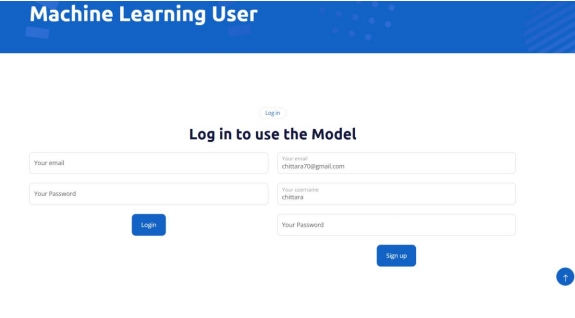 Machine Learning User
Log in
Log in to use the Model
Your email
Your Password
Login
Your email
chittara70@gmail.com
Your username
chittara
Your Password
Sign up